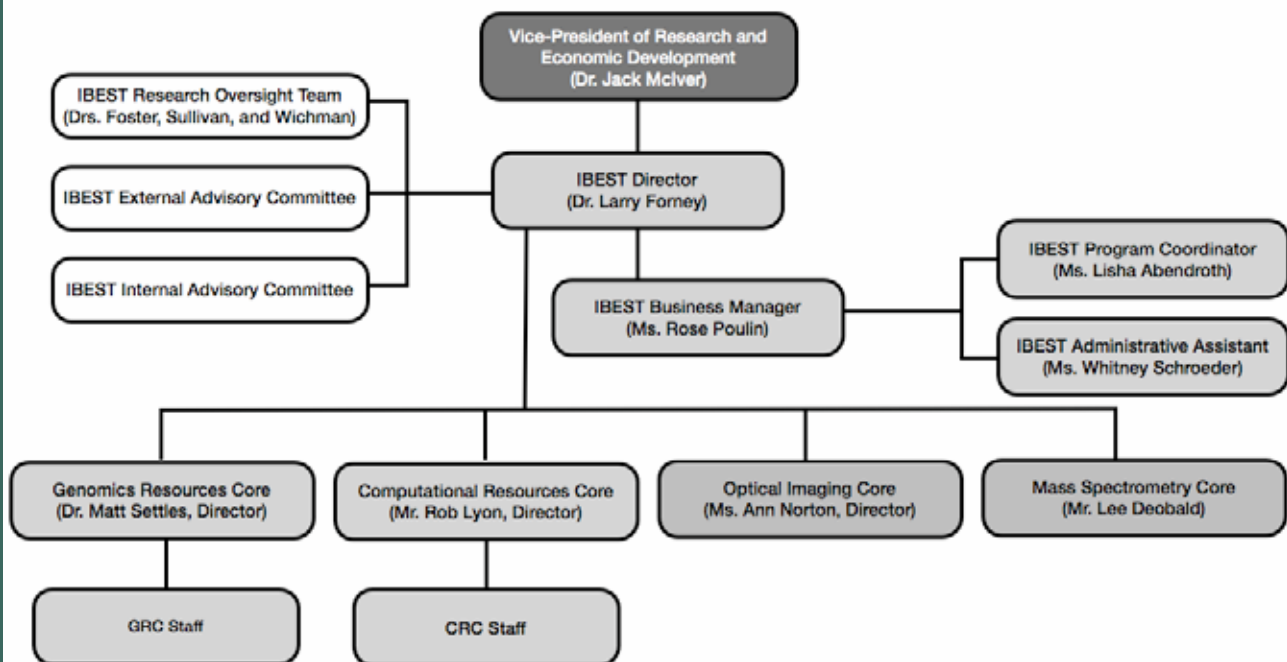 Vice-President of Research and
Economic Development
(Dr. Jack McIver)
IBEST Research Oversight Team
(Drs. Foster, Sullivan, and Wichman)
IBEST External Advisory Committee
IBEST Internal Advisory Committee
IBEST Director
(Dr. Larry Forney)
IBEST Business Manager
(Ms. Rose Poulin)
IBEST Program Coordinator
(Ms. Lisha Abendroth)
IBEST Administrative Assistant
(Ms. Whitney Schroeder)
Genomics Resources Core
(Dr. Matt Settles, Director)
Computational Resources Core
(Mr. Rob Lyon, Director)
Optical Imaging Core
(Ms. Ann Norton, Director)
Mass Spectrometry Core
(Mr. Lee Deobald)
GRC Staff
CRC Staff